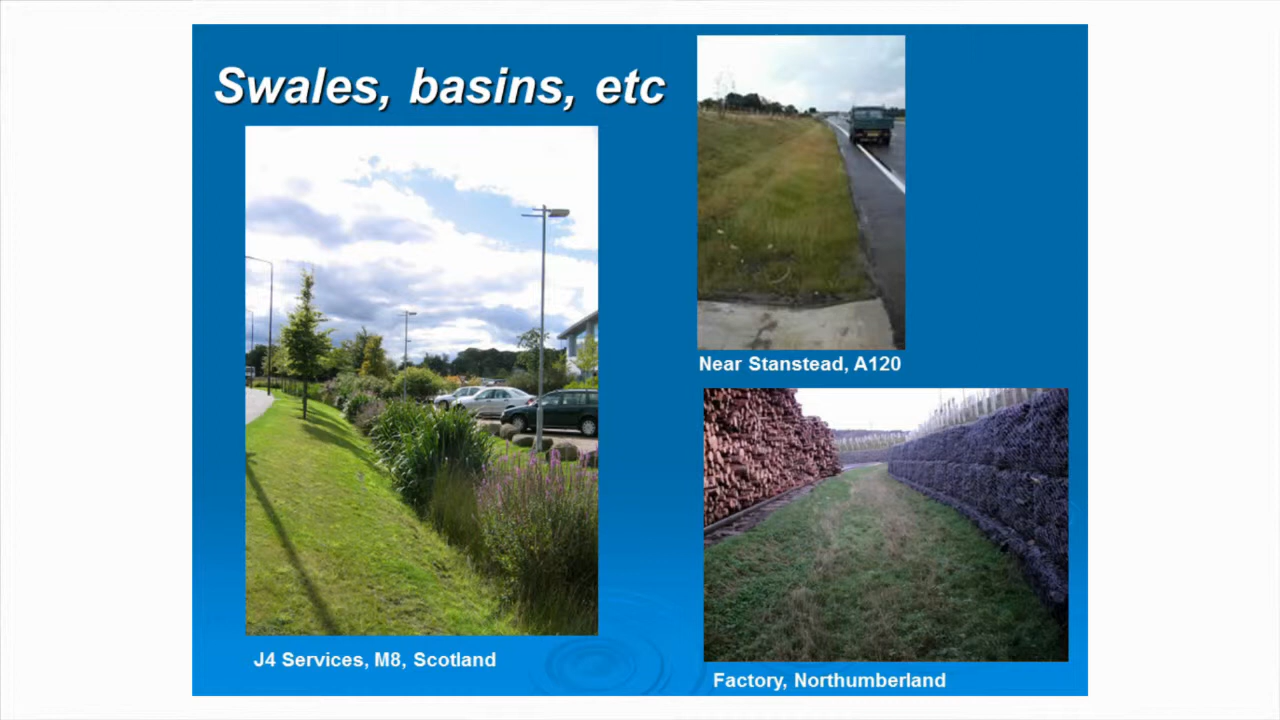 Swales, basins, etc
Near Stanstead, A120
J4 Services, M8, Scotland
Factory, Northumberland